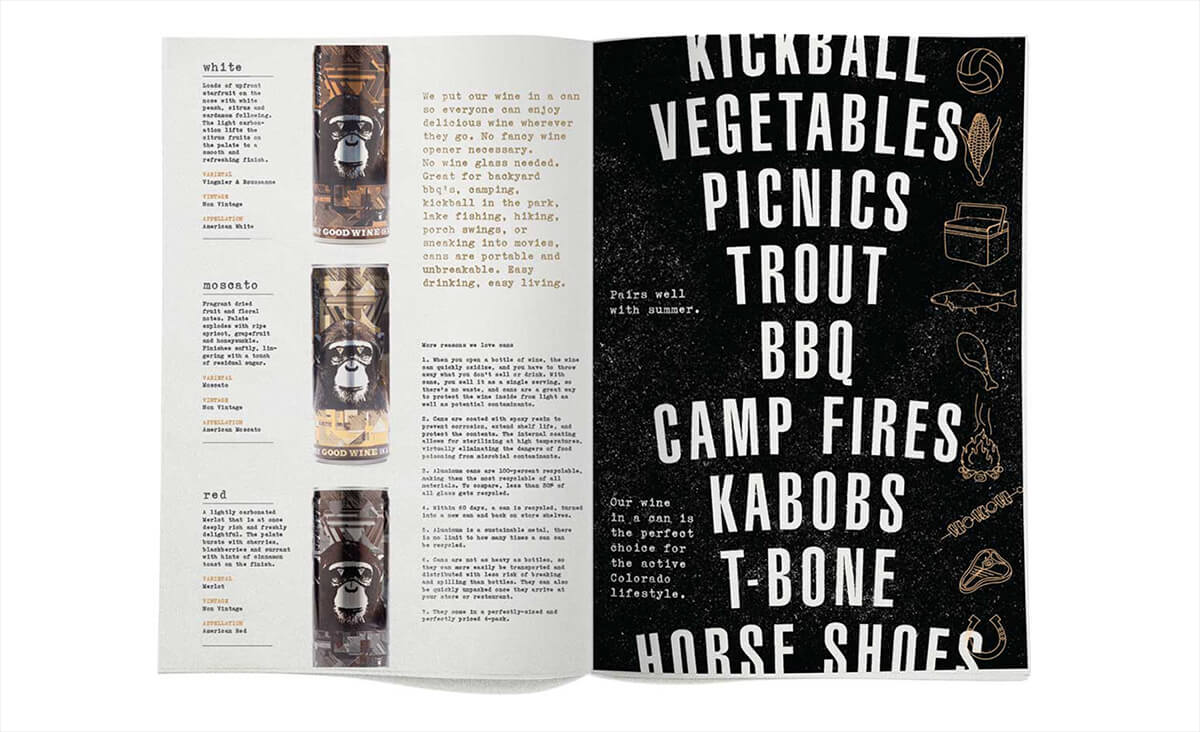 white
Loads of upfront
starfruit on the
nose with white
peach, citrus and
cardamon following.
The light carbon-
ation lifts the
citrus fruits on
the palate to a
smooth and
refreshing finish.
VARIETAL
Viognier & Roussanne
VINTAGE
Non Vintage
APPELLATION
American White
GOOD WINE
moscato
Fragrant dried
fruit and floral
notes. Palate
explodes with ripe
apricot, grapefruit
and honeysuckle.
Finishes softly, lin-
gering with a touch
of residual sugar.
VARIETAL
Moscato
VINTAGE
Non Vintage
APPELLATION
American Moscato
GOOD WINE
red
A lightly carbonated
Merlot that is at once
deeply rich and freshly
delightful. The palate
bursts with cherries,
blackberries and currant
with hints of cinnamon
toast on the finish.
VARIETAL
Merlot
VINTAGE
Non Vintage
APPELLATION
American Red
We put our wine in a can
so everyone can enjoy
delicious wine wherever
they go. No fancy wine
opener necessary.
No wine glass needed.
Great for backyard
bbq's, camping,
kickball in the park,
lake fishing, hiking,
porch swings, or
sneaking into movies,
cans are portable and
unbreakable. Easy
drinking, easy living.
More reasons we love cans
1. When you open a bottle of wine, the wine
can quickly oxidize, and you have to throw
away what you don't sell or drink. With
cans, you sell it as a single serving, so
there's no waste, and cans are a great way
to protect the wine inside from light as
well as potential contaminants.
2. Cans are coated with epoxy resin to
prevent corrosion, extend shelf life, and
protect the contents. The internal coating
allows for sterilizing at high temperatures,
virtually eliminating the dangers of food
poisoning from microbial contaminants.
3. Aluminum cans are 100-percent recyclable,
making them the most recyclable of all
materials. To compare, less than 30% of
all glass gets recycled.
4. Within 60 days, a can is recycled, turned
into a new can and back on store shelves.
5. Aluminum is a sustainable metal, there
is no limit to how many times a can can
be recycled.
6. Cans are not as heavy as bottles, so
they can more easily be transported and
distributed with less risk of breaking
and spilling than bottles. They can also
be quickly unpacked once they arrive at
your store or restaurant.
7. They come in a perfectly-sized and
perfectly priced 4-pack.
KICKBALL
VEGETABLES
PICNICS
TROUT
BBQ
CAMP FIRES
KABOBS
T-BONE
HORSE SHOES
Pairs well
with summer.
Our wine
in a can is
the perfect
choice for
the active
Colorado
lifestyle.